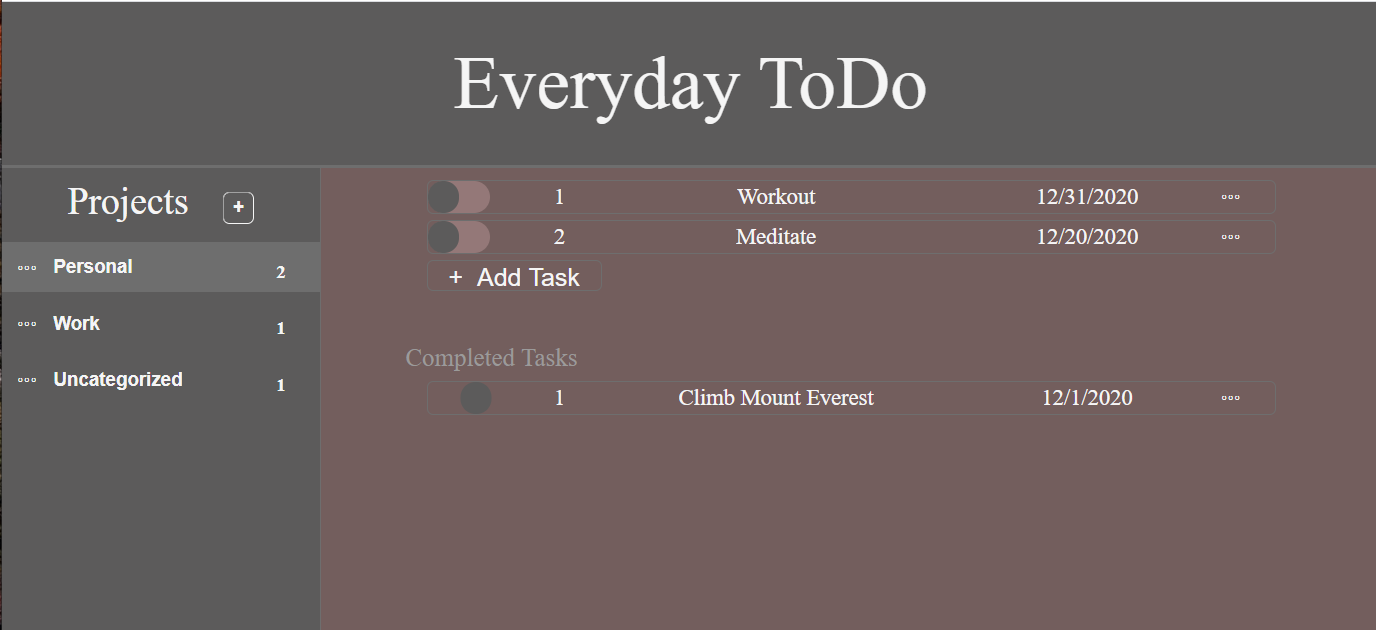 Everyday ToDo
Projects +
Personal 2
Work 1
Uncategorized 1
1 Workout 12/31/2020
2 Meditate 12/20/2020
+ Add Task
Completed Tasks
1 Climb Mount Everest 12/1/2020